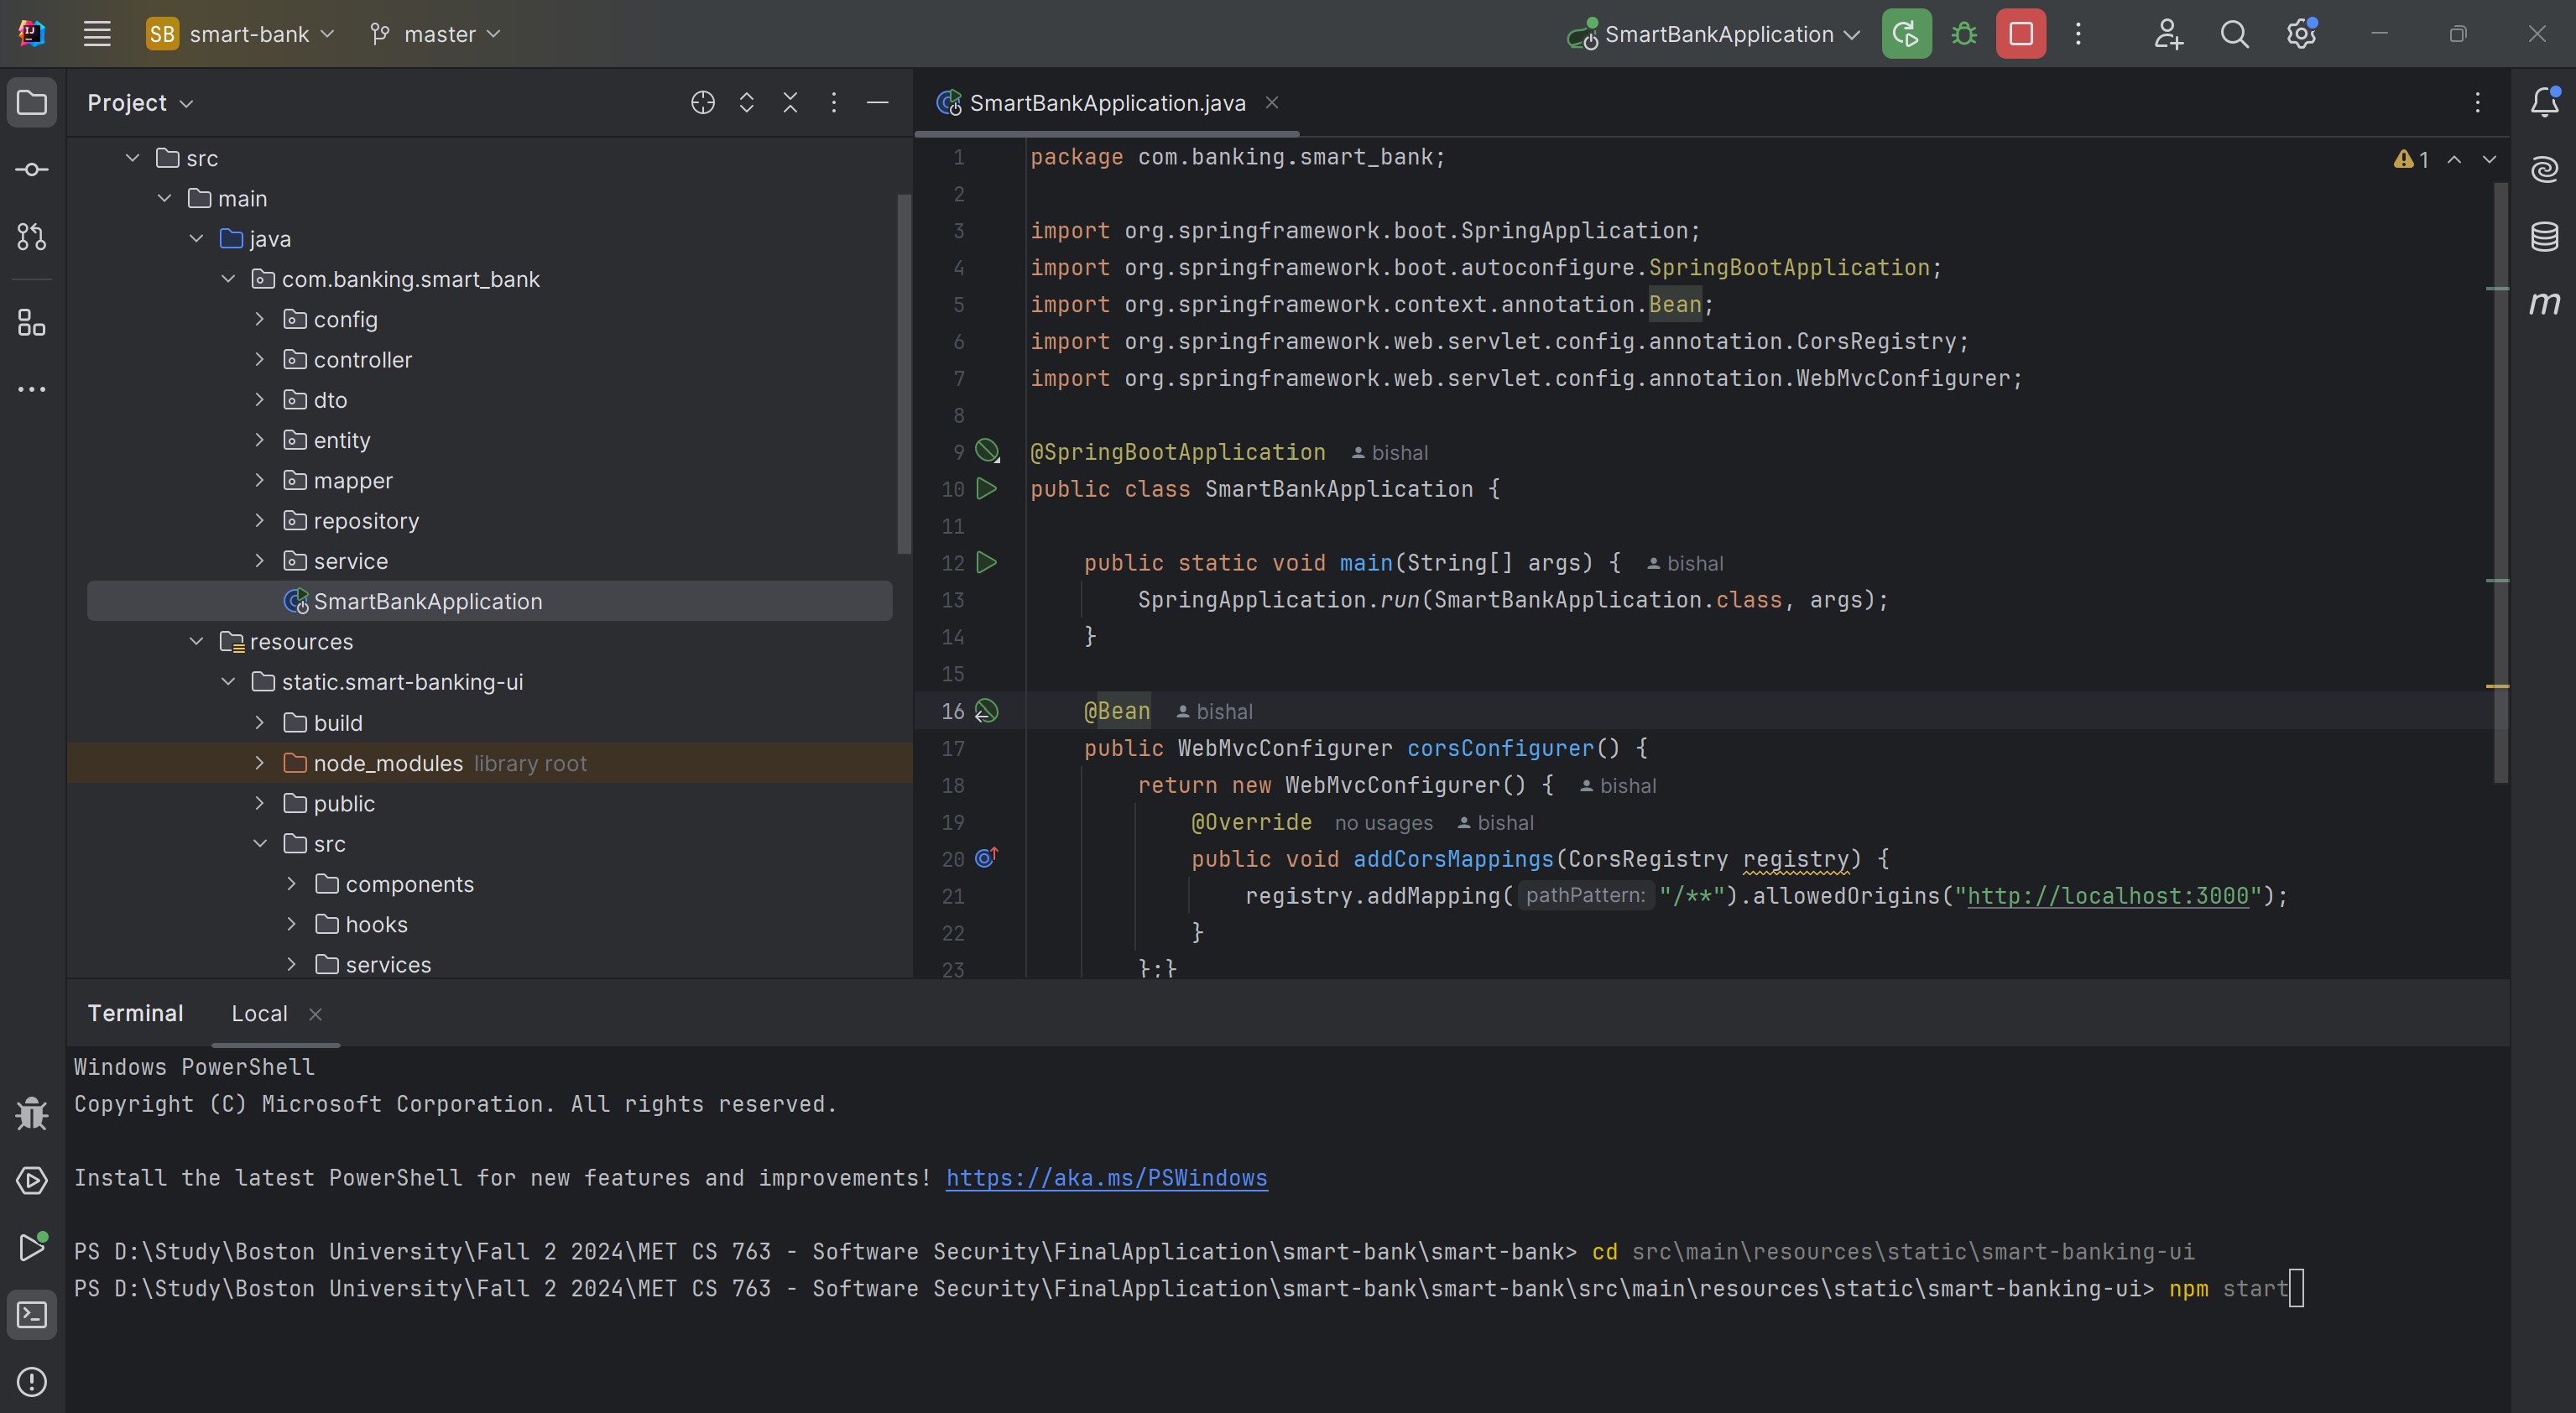 SB smart-bank master SmartBankApplication
Project
src
main
java
com.banking.smart_bank
config
controller
dto
entity
mapper
repository
service
SmartBankApplication
resources
static.smart-banking-ui
build
node_modules library root
public
src
components
hooks
services
SmartBankApplication.java
1
1 package com.banking.smart_bank;
2
3 import org.springframework.boot.SpringApplication;
4 import org.springframework.boot.autoconfigure.SpringBootApplication;
5 import org.springframework.context.annotation.Bean;
6 import org.springframework.web.servlet.config.annotation.CorsRegistry;
7 import org.springframework.web.servlet.config.annotation.WebMvcConfigurer;
8
9 @SpringBootApplication bishal
10 public class SmartBankApplication {
11
12 public static void main(String[] args) { bishal
13 SpringApplication.run(SmartBankApplication.class, args);
14 }
15
16 @Bean bishal
17 public WebMvcConfigurer corsConfigurer() {
18 return new WebMvcConfigurer() { bishal
19 @Override no usages bishal
20 public void addCorsMappings(CorsRegistry registry) {
21 registry.addMapping( pathPattern: "/**").allowedOrigins("http://localhost:3000");
22 }
23 };}
m
Terminal Local
Windows PowerShell
Copyright (C) Microsoft Corporation. All rights reserved.
Install the latest PowerShell for new features and improvements! https://aka.ms/PSWindows
PS D:\Study\Boston University\Fall 2 2024\MET CS 763 - Software Security\FinalApplication\smart-bank\smart-bank> cd src\main\resources\static\smart-banking-ui
PS D:\Study\Boston University\Fall 2 2024\MET CS 763 - Software Security\FinalApplication\smart-bank\smart-bank\src\main\resources\static\smart-banking-ui> npm start